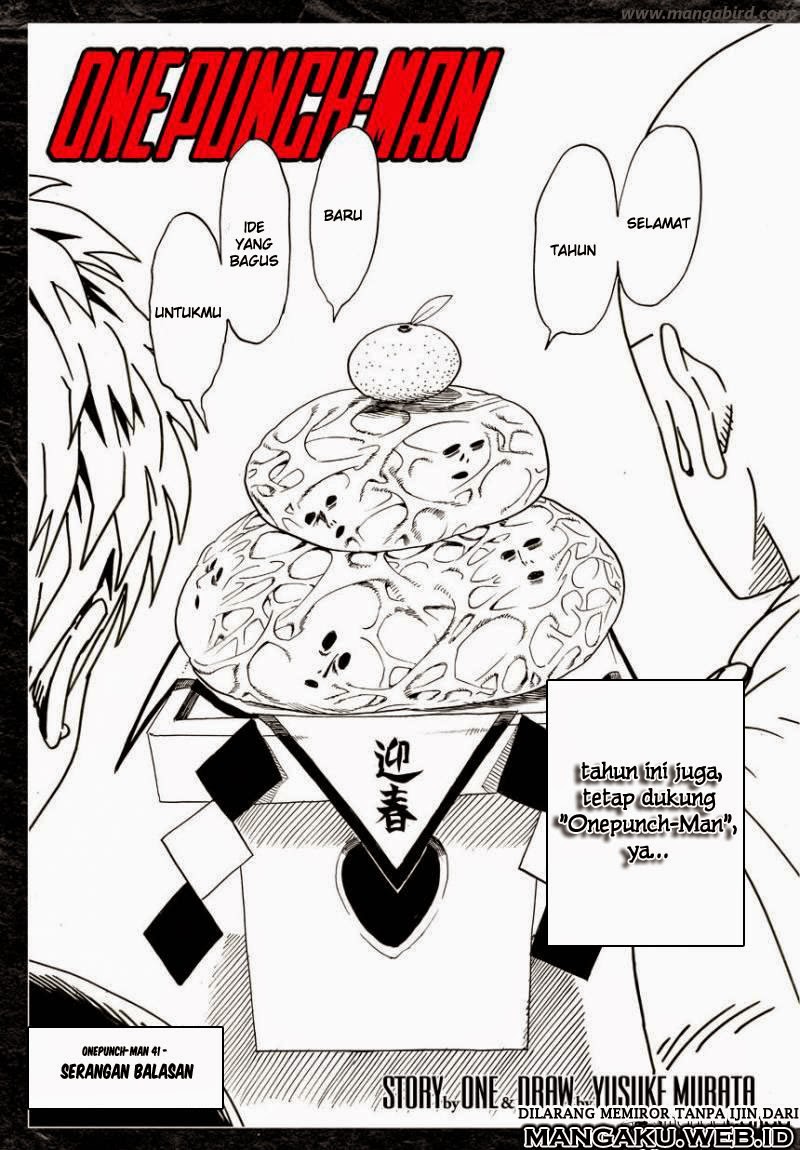 www.mangabird.com
ONEPUNCH-MAN
SELAMAT
TAHUN
BARU
IDE
YANG
BAGUS
UNTUKMU
迎
春
tahun ini juga,
tetap dukung
"Onepunch-Man",
ya...
ONEPUNCH-MAN 41 -
SERANGAN BALASAN
STORY by ONE & DRAW by YUSUKE MURATA
DILARANG MEMIROR TANPA IJIN DARI
MANGAKU.WEB.ID